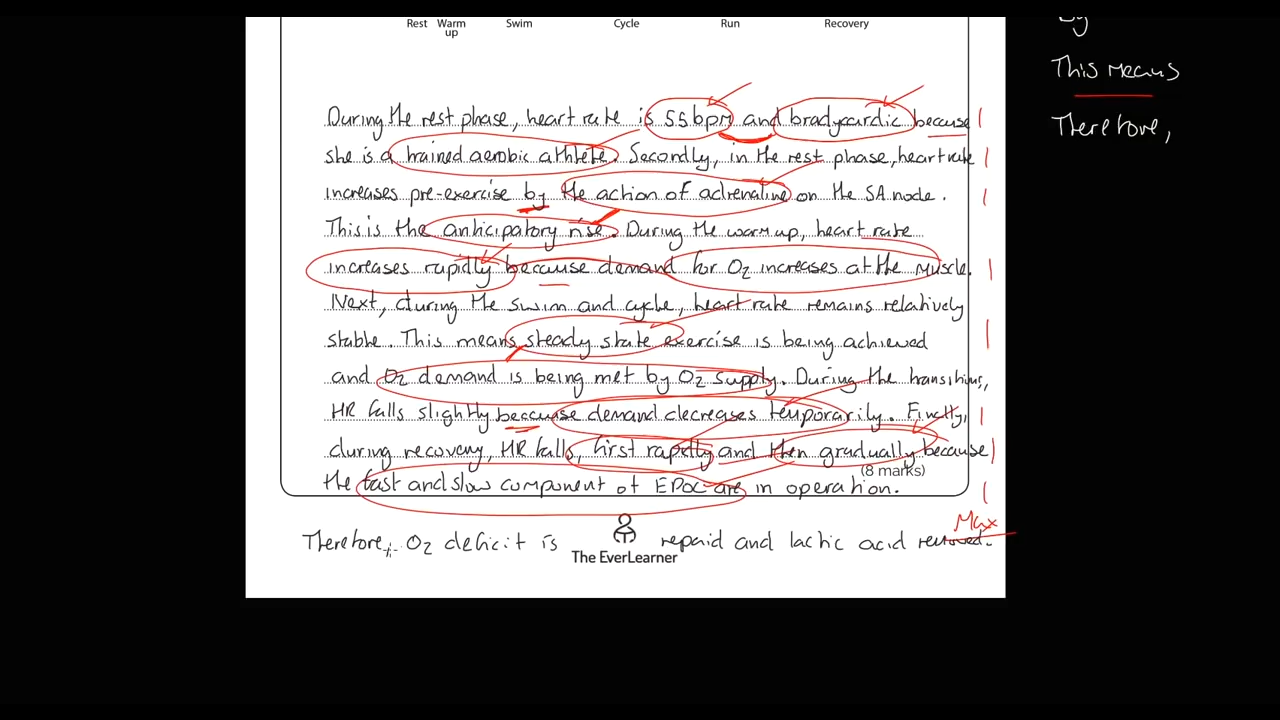 By
This means
Therefore,
Rest Warm up Swim Cycle Run Recovery
During the rest phase, heart rate is 55bpm and bradycardic because
she is a trained aerobic athlete. Secondly, in the rest phase, heart rate
increases pre-exercise by the action of adrenaline on the SA node.
This is the anticipatory rise. During the warm up, heart rate
increases rapidly because demand for O2 increases at the muscle.
Next, during the swim and cycle, heart rate remains relatively
stable. This means steady state exercise is being achieved
and O2 demand is being met by O2 supply. During the transitions,
HR falls slightly because demand decreases temporarily. Finally,
during recovery, HR falls, first rapidly and then gradually because
(8 marks)
the fast and slow component of EPOC are in operation.
Max
Therefore, O2 deficit is repaid and lactic acid removed.
The EverLearner